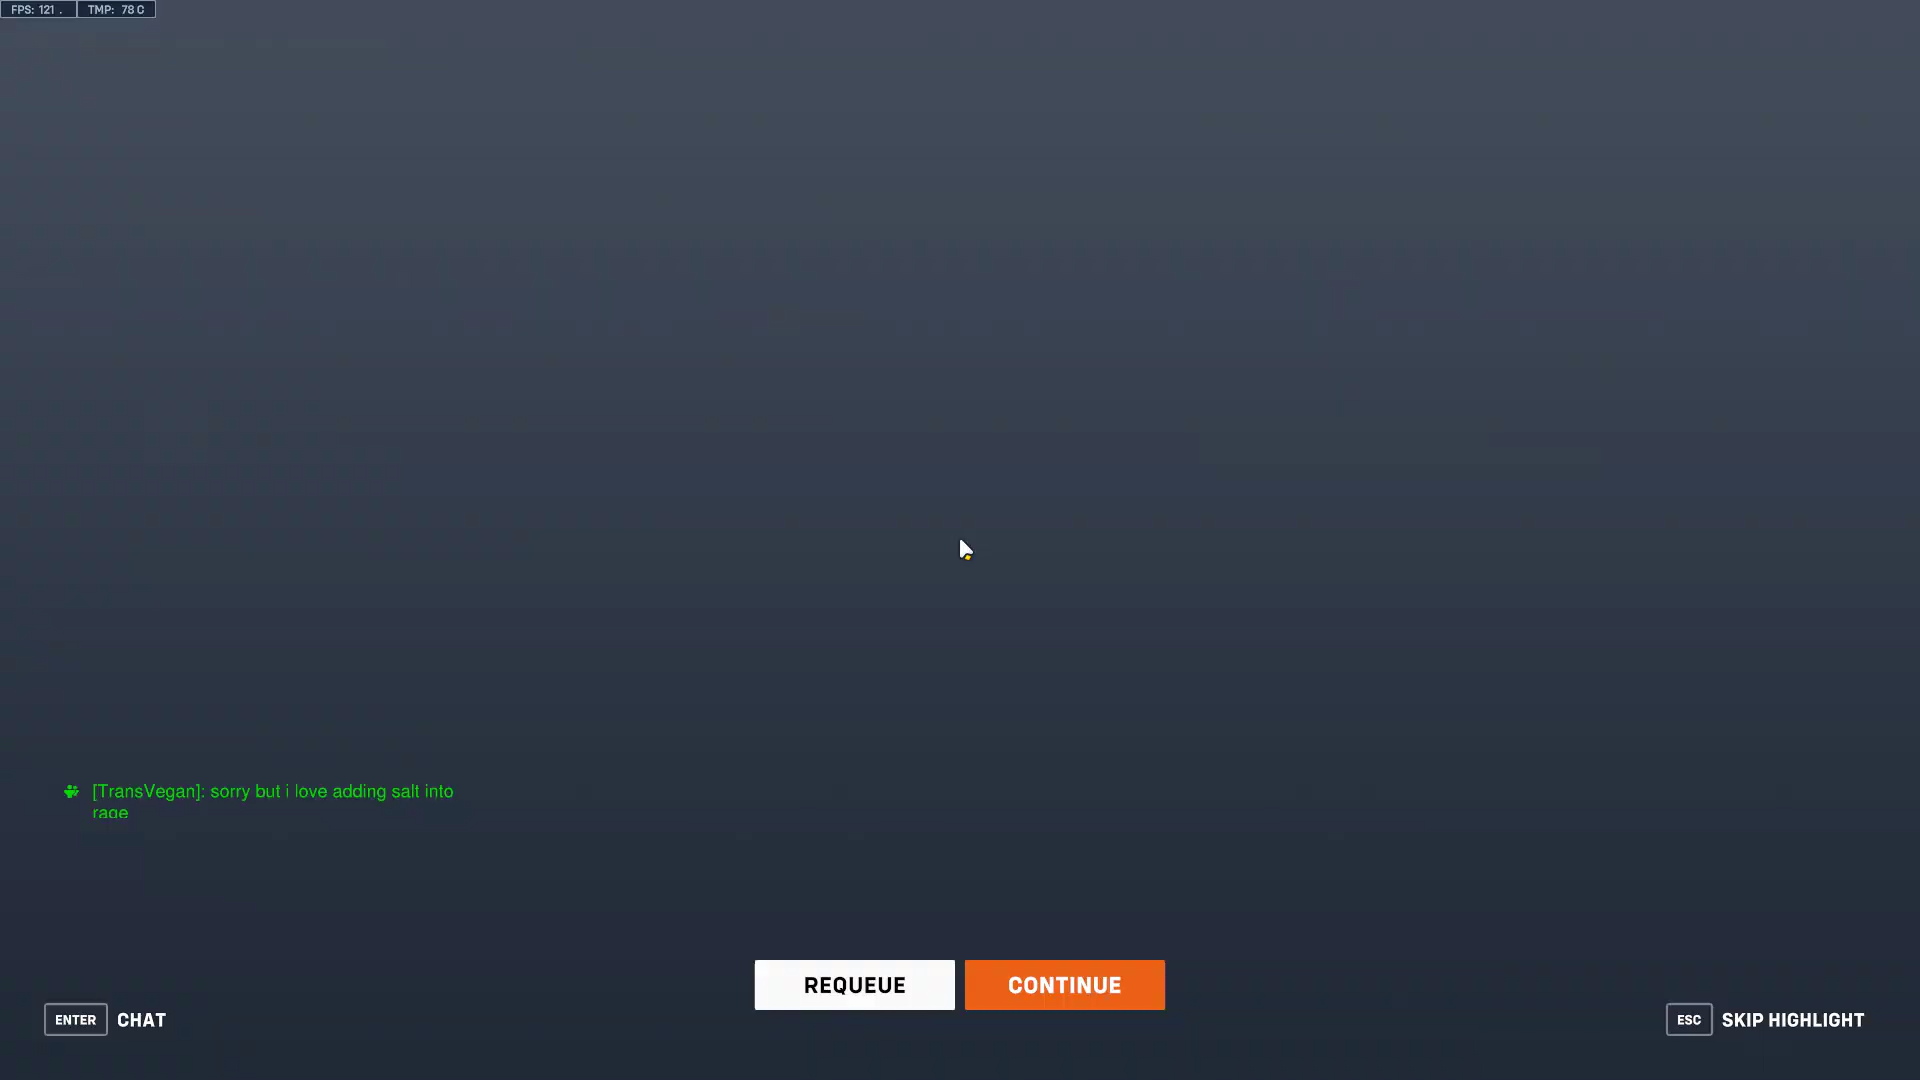 FPS: 121 . TMP: 78 C
[TransVegan]: sorry but i love adding salt into
rage
REQUEUE CONTINUE
ENTER CHAT
ESC SKIP HIGHLIGHT